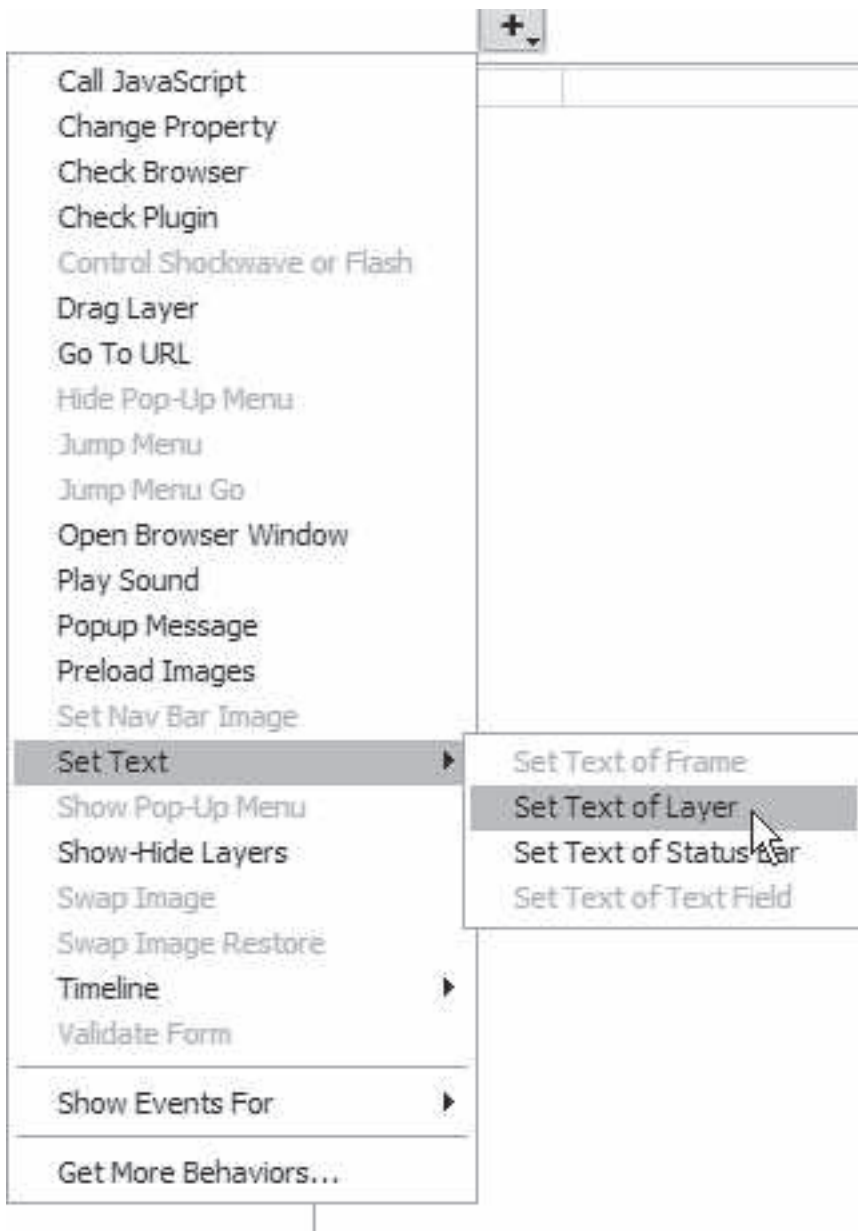 Call JavaScript
Change Property
Check Browser
Check Plugin
Control Shockwave or Flash
Drag Layer
Go To URL
Hide Pop-Up Menu
Jump Menu
Jump Menu Go
Open Browser Window
Play Sound
Popup Message
Preload Images
Set Nav Bar Image
Set Text
Set Text of Frame
Set Text of Layer
Set Text of Status Bar
Set Text of Text Field
Show Pop-Up Menu
Show-Hide Layers
Swap Image
Swap Image Restore
Timeline
Validate Form
Show Events For
Get More Behaviors...